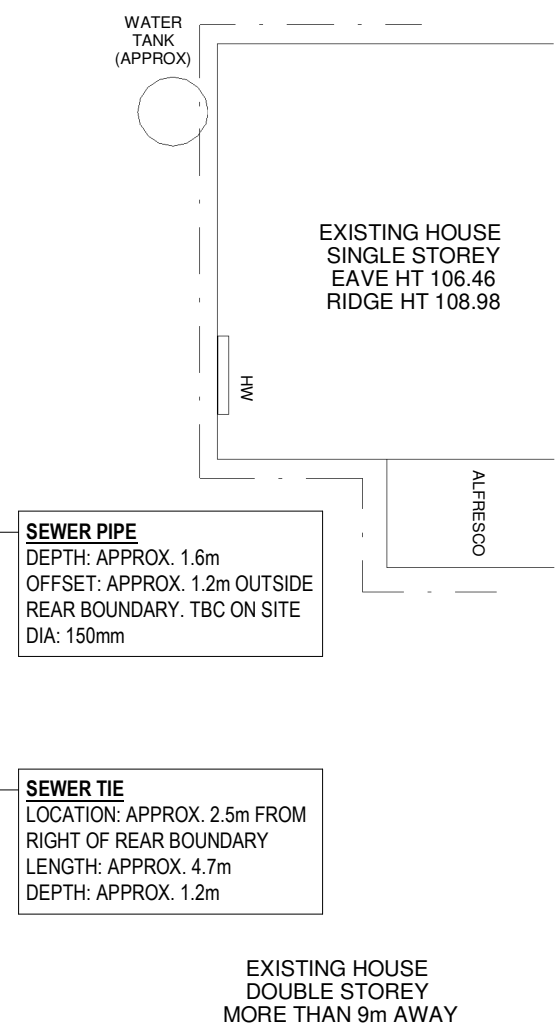 WATER
TANK
(APPROX)
EXISTING HOUSE
SINGLE STOREY
EAVE HT 106.46
RIDGE HT 108.98
HW
ALFRESCO
SEWER PIPE
DEPTH: APPROX. 1.6m
OFFSET: APPROX. 1.2m OUTSIDE
REAR BOUNDARY. TBC ON SITE
DIA: 150mm
SEWER TIE
LOCATION: APPROX. 2.5m FROM
RIGHT OF REAR BOUNDARY
LENGTH: APPROX. 4.7m
DEPTH: APPROX. 1.2m
EXISTING HOUSE
DOUBLE STOREY
MORE THAN 9m AWAY